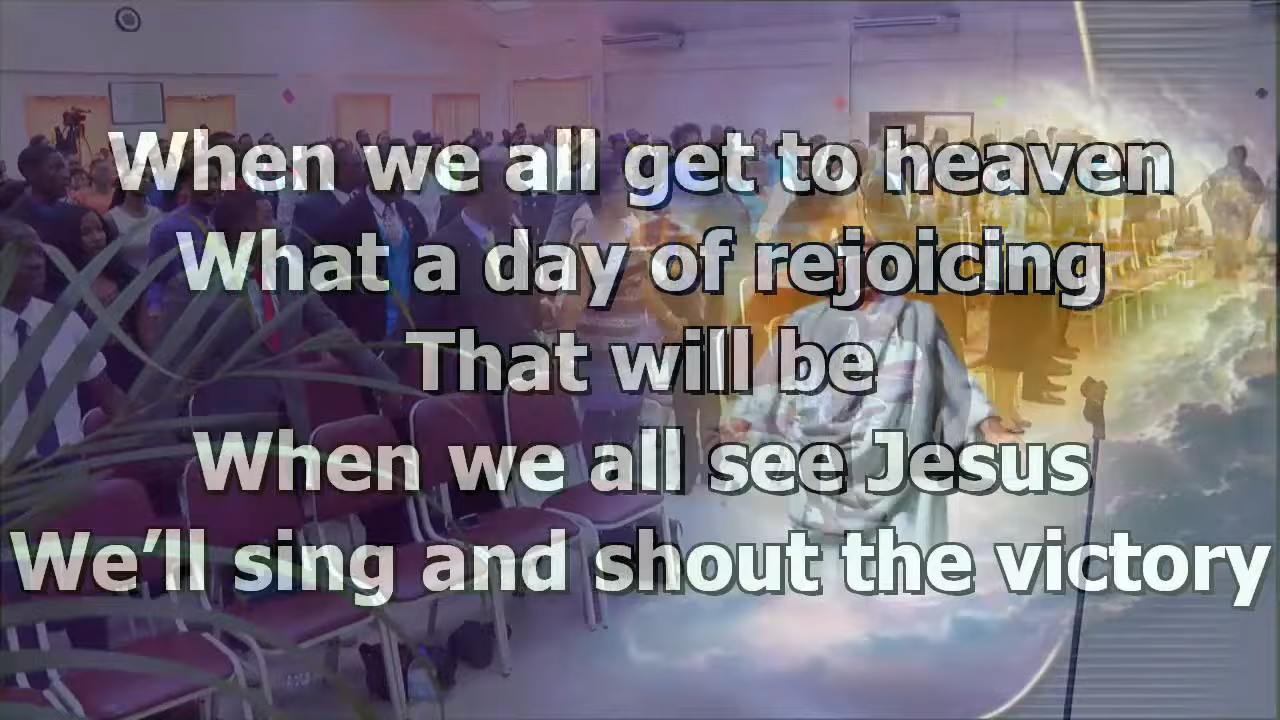 When we all get to heaven
What a day of rejoicing
That will be
When we all see Jesus
We’ll sing and shout the victory